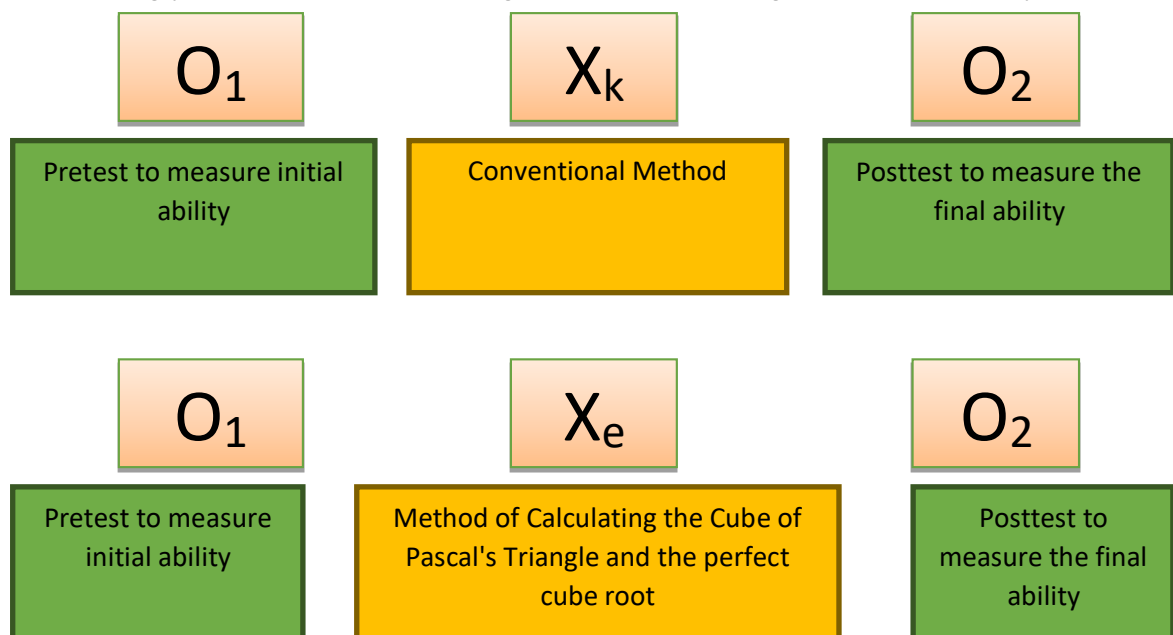 O1
Xk
O2
Pretest to measure initial
ability
Conventional Method
Posttest to measure the
final ability
O1
Xe
O2
Pretest to measure
initial ability
Method of Calculating the Cube of
Pascal's Triangle and the perfect
cube root
Posttest to
measure the final
ability